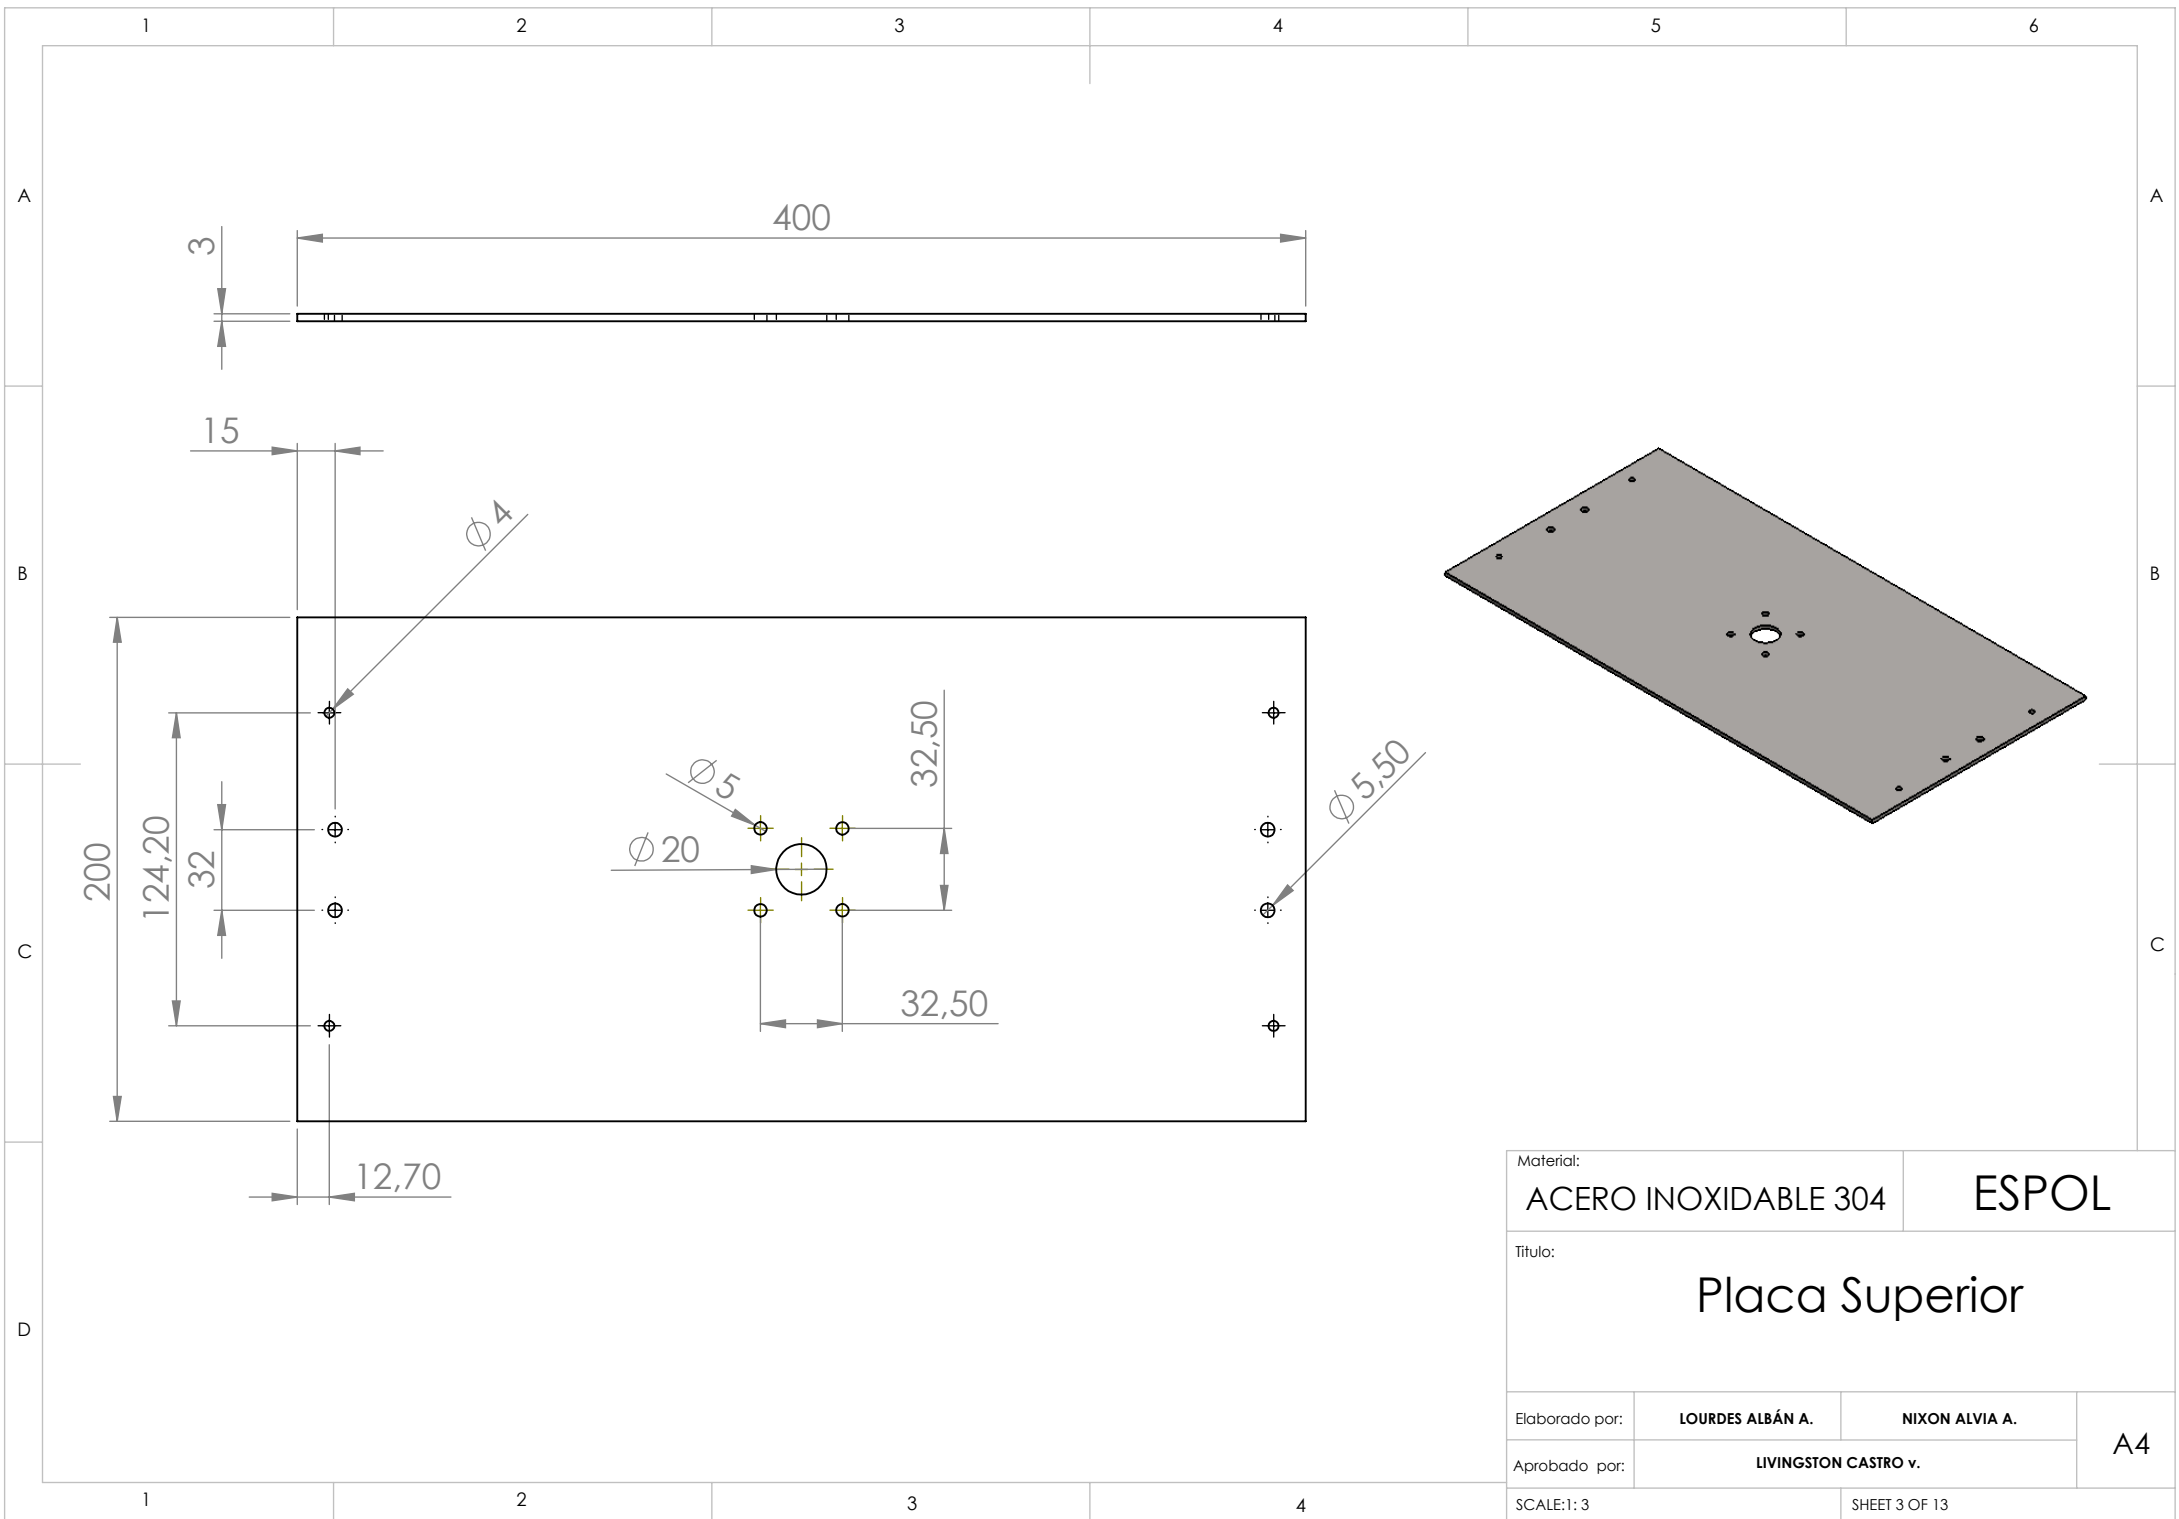 1 2 3 4 5 6
A A
400
3
15
B B
Ø 4
200
124,20
32
Ø 5
Ø 20
32,50
Ø 5,50
32,50
C C
12,70
D
Material:
ACERO INOXIDABLE 304
ESPOL
Titulo:
Placa Superior
Elaborado por: LOURDES ALBÁN A. NIXON ALVIA A.
A4
Aprobado por: LIVINGSTON CASTRO v.
SCALE:1: 3 SHEET 3 OF 13
1 2 3 4